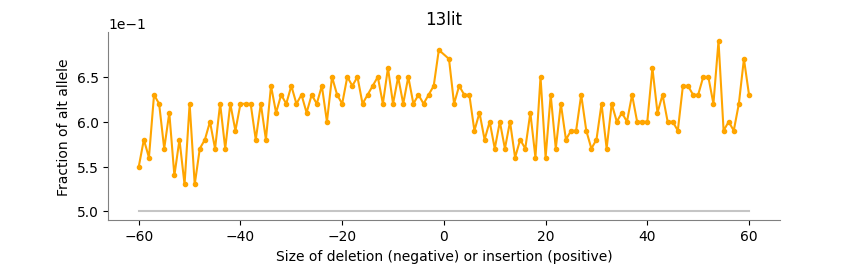 13lit
1e−1
Fraction of alt allele
6.5
6.0
5.5
5.0
−60 −40 −20 0 20 40 60
Size of deletion (negative) or insertion (positive)